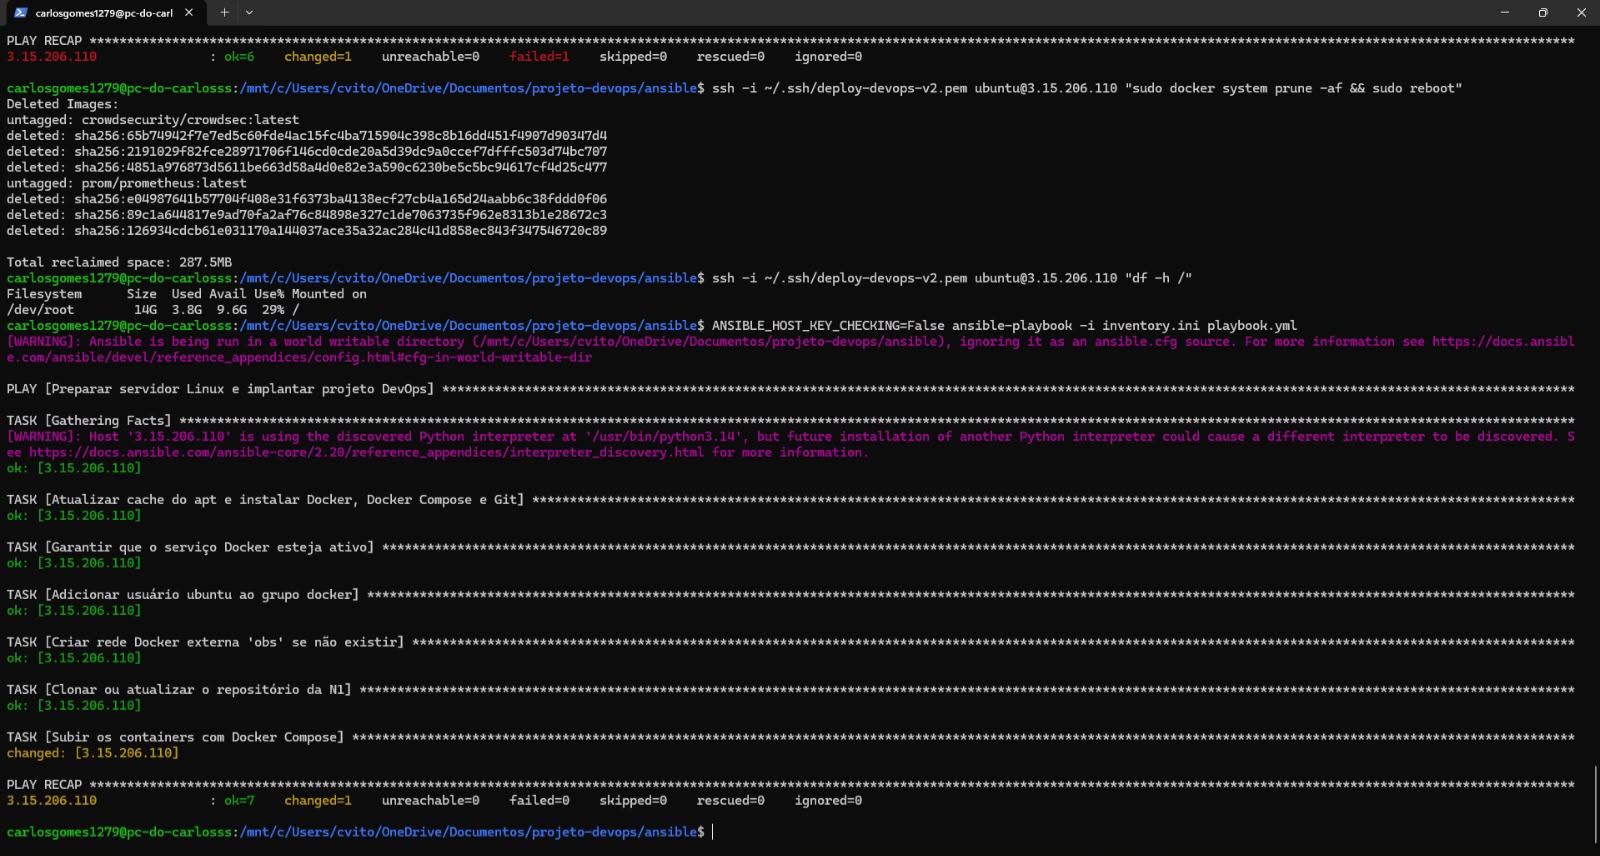 carlosgomes1279@pc-do-carl
PLAY RECAP *********************************************************************************************************************************************************************************************
3.15.206.110 : ok=6 changed=1 unreachable=0 failed=1 skipped=0 rescued=0 ignored=0
carlosgomes1279@pc-do-carlosss:/mnt/c/Users/cvito/OneDrive/Documentos/projeto-devops/ansible$ ssh -i ~/.ssh/deploy-devops-v2.pem ubuntu@3.15.206.110 "sudo docker system prune -af && sudo reboot"
Deleted Images:
untagged: crowdsecurity/crowdsec:latest
deleted: sha256:65b74942f7e7ed5c60fde4ac15fc4ba715904c398c8b16dd451f4907d90347d4
deleted: sha256:2191029f82fce28971706f146cd0cde20a5d39dc9a0ccef7dfffc503d74bc707
deleted: sha256:4851a976873d5611be663d58a4d0e82e3a590c6230be5c5bc94617cf4d25c477
untagged: prom/prometheus:latest
deleted: sha256:e04987641b57704f408e31f6373ba4138ecf27cb4a165d24aabb6c38fddd0f06
deleted: sha256:89c1a644817e9ad70fa2af76c84898e327c1de7063735f962e8313b1e28672c3
deleted: sha256:126934cdcb61e031170a144037ace35a32ac284c41d858ec843f347546720c89
Total reclaimed space: 287.5MB
carlosgomes1279@pc-do-carlosss:/mnt/c/Users/cvito/OneDrive/Documentos/projeto-devops/ansible$ ssh -i ~/.ssh/deploy-devops-v2.pem ubuntu@3.15.206.110 "df -h /"
Filesystem Size Used Avail Use% Mounted on
/dev/root 14G 3.8G 9.6G 29% /
carlosgomes1279@pc-do-carlosss:/mnt/c/Users/cvito/OneDrive/Documentos/projeto-devops/ansible$ ANSIBLE_HOST_KEY_CHECKING=False ansible-playbook -i inventory.ini playbook.yml
[WARNING]: Ansible is being run in a world writable directory (/mnt/c/Users/cvito/OneDrive/Documentos/projeto-devops/ansible), ignoring it as an ansible.cfg source. For more information see https://docs.ansibl
e.com/ansible/devel/reference_appendices/config.html#cfg-in-world-writable-dir
PLAY [Preparar servidor Linux e implantar projeto DevOps] ******************************************************************************************************************************************************
TASK [Gathering Facts] *****************************************************************************************************************************************************************************************
[WARNING]: Host '3.15.206.110' is using the discovered Python interpreter at '/usr/bin/python3.14', but future installation of another Python interpreter could cause a different interpreter to be discovered. S
ee https://docs.ansible.com/ansible-core/2.20/reference_appendices/interpreter_discovery.html for more information.
ok: [3.15.206.110]
TASK [Atualizar cache do apt e instalar Docker, Docker Compose e Git] ******************************************************************************************************************************************
ok: [3.15.206.110]
TASK [Garantir que o serviço Docker esteja ativo] **************************************************************************************************************************************************************
ok: [3.15.206.110]
TASK [Adicionar usuário ubuntu ao grupo docker] ****************************************************************************************************************************************************************
ok: [3.15.206.110]
TASK [Criar rede Docker externa 'obs' se não existir] **********************************************************************************************************************************************************
ok: [3.15.206.110]
TASK [Clonar ou atualizar o repositório da N1] *****************************************************************************************************************************************************************
ok: [3.15.206.110]
TASK [Subir os containers com Docker Compose] ******************************************************************************************************************************************************************
changed: [3.15.206.110]
PLAY RECAP *********************************************************************************************************************************************************************************************
3.15.206.110 : ok=7 changed=1 unreachable=0 failed=0 skipped=0 rescued=0 ignored=0
carlosgomes1279@pc-do-carlosss:/mnt/c/Users/cvito/OneDrive/Documentos/projeto-devops/ansible$